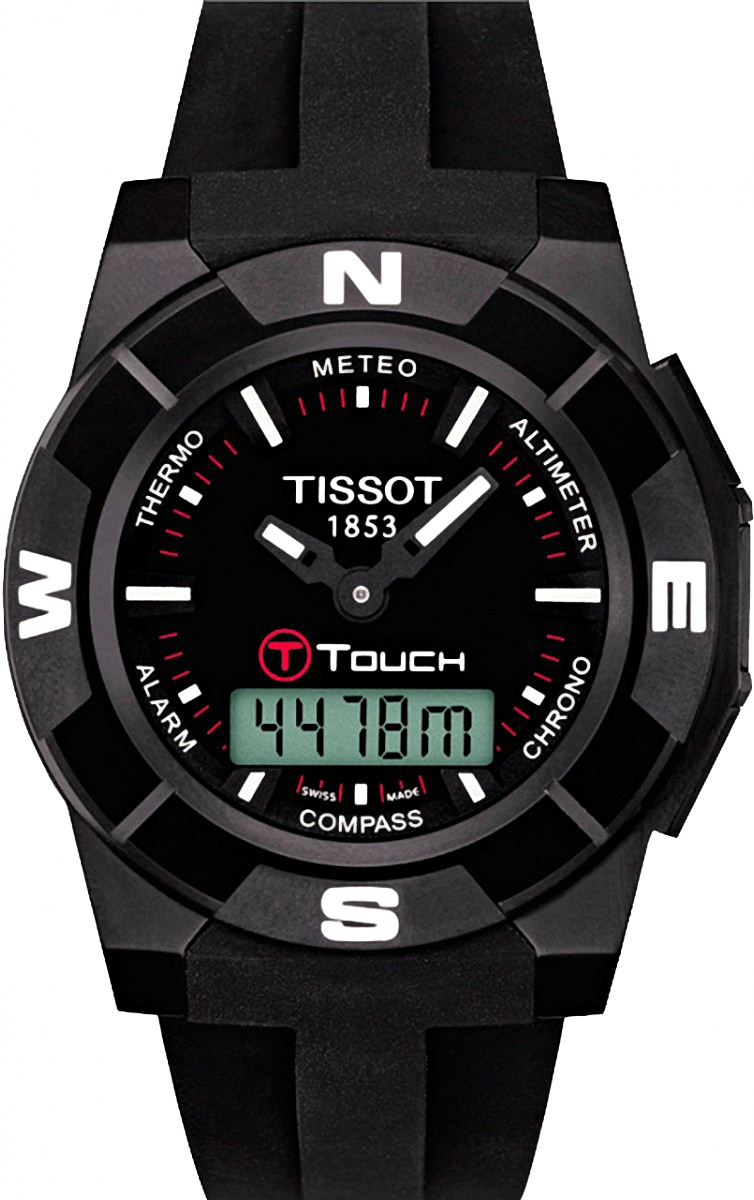 N
METEO
THERMO
ALTIMETER
TISSOT
1853
W
E
T TOUCH
ALARM
CHRONO
4478m
SWISS MADE
COMPASS
S